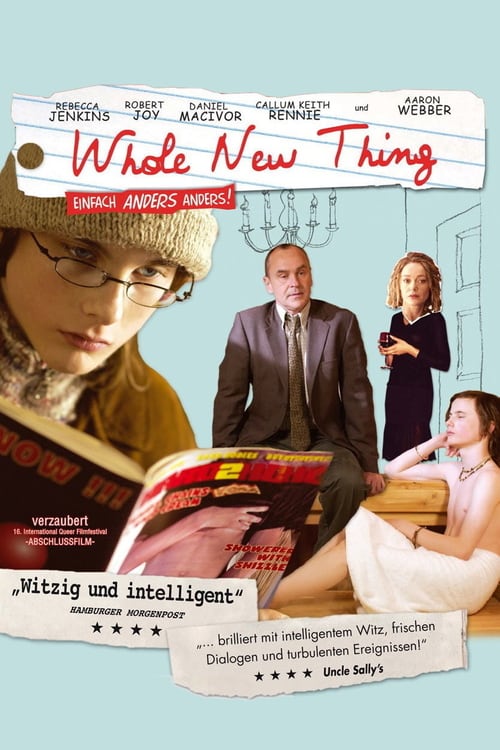 REBECCA JENKINS
ROBERT JOY
DANIEL MACIVOR
CALLUM KEITH RENNIE
und
AARON WEBBER
Whole New Thing
EINFACH ANDERS ANDERS!
verzaubert
16. International Queer Filmfestival
-ABSCHLUSSFILM-
2
SHOWERED
WITH
„Witzig und intelligent“
HAMBURGER MORGENPOST
★★★★
„... brilliert mit intelligentem Witz, frischen
Dialogen und turbulenten Ereignissen!“
★★★★ Uncle Sally's